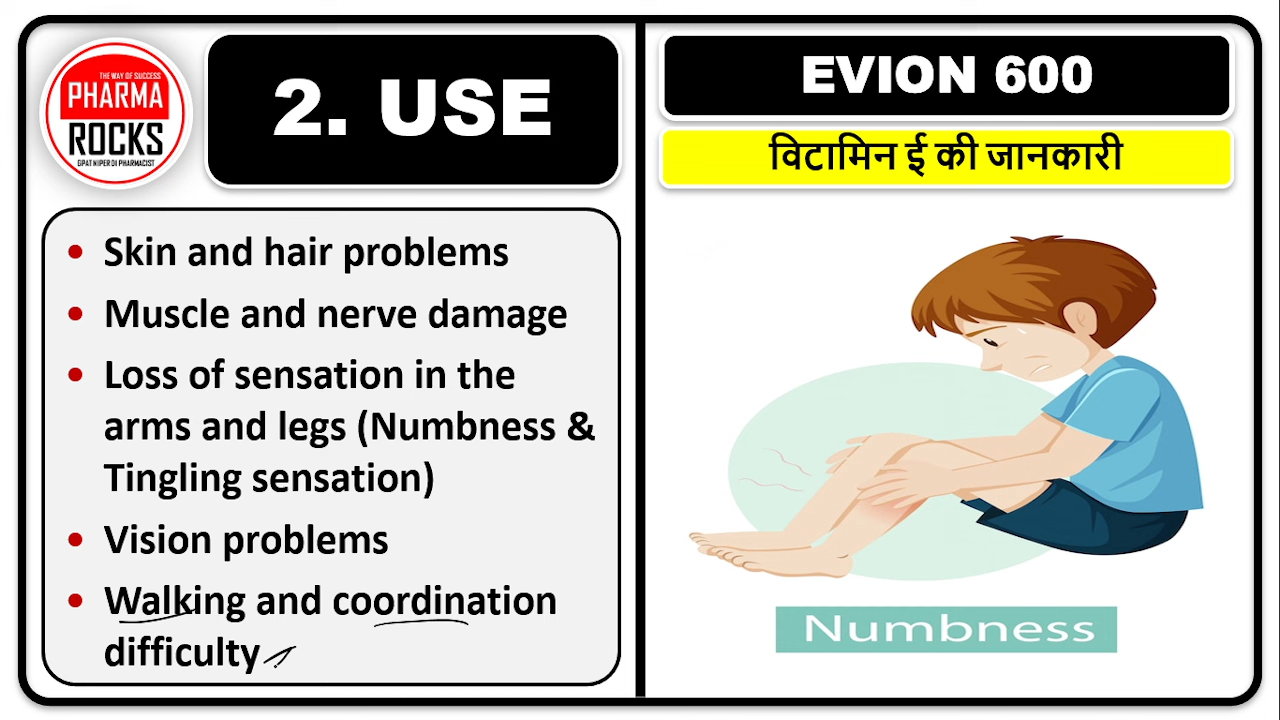 THE WAY OF SUCCESS
PHARMA
ROCKS
GPAT NIPER DI PHARMACIST
2. USE
• Skin and hair problems
• Muscle and nerve damage
• Loss of sensation in the
arms and legs (Numbness &
Tingling sensation)
• Vision problems
• Walking and coordination
difficulty
EVION 600
विटामिन ई की जानकारी
Numbness